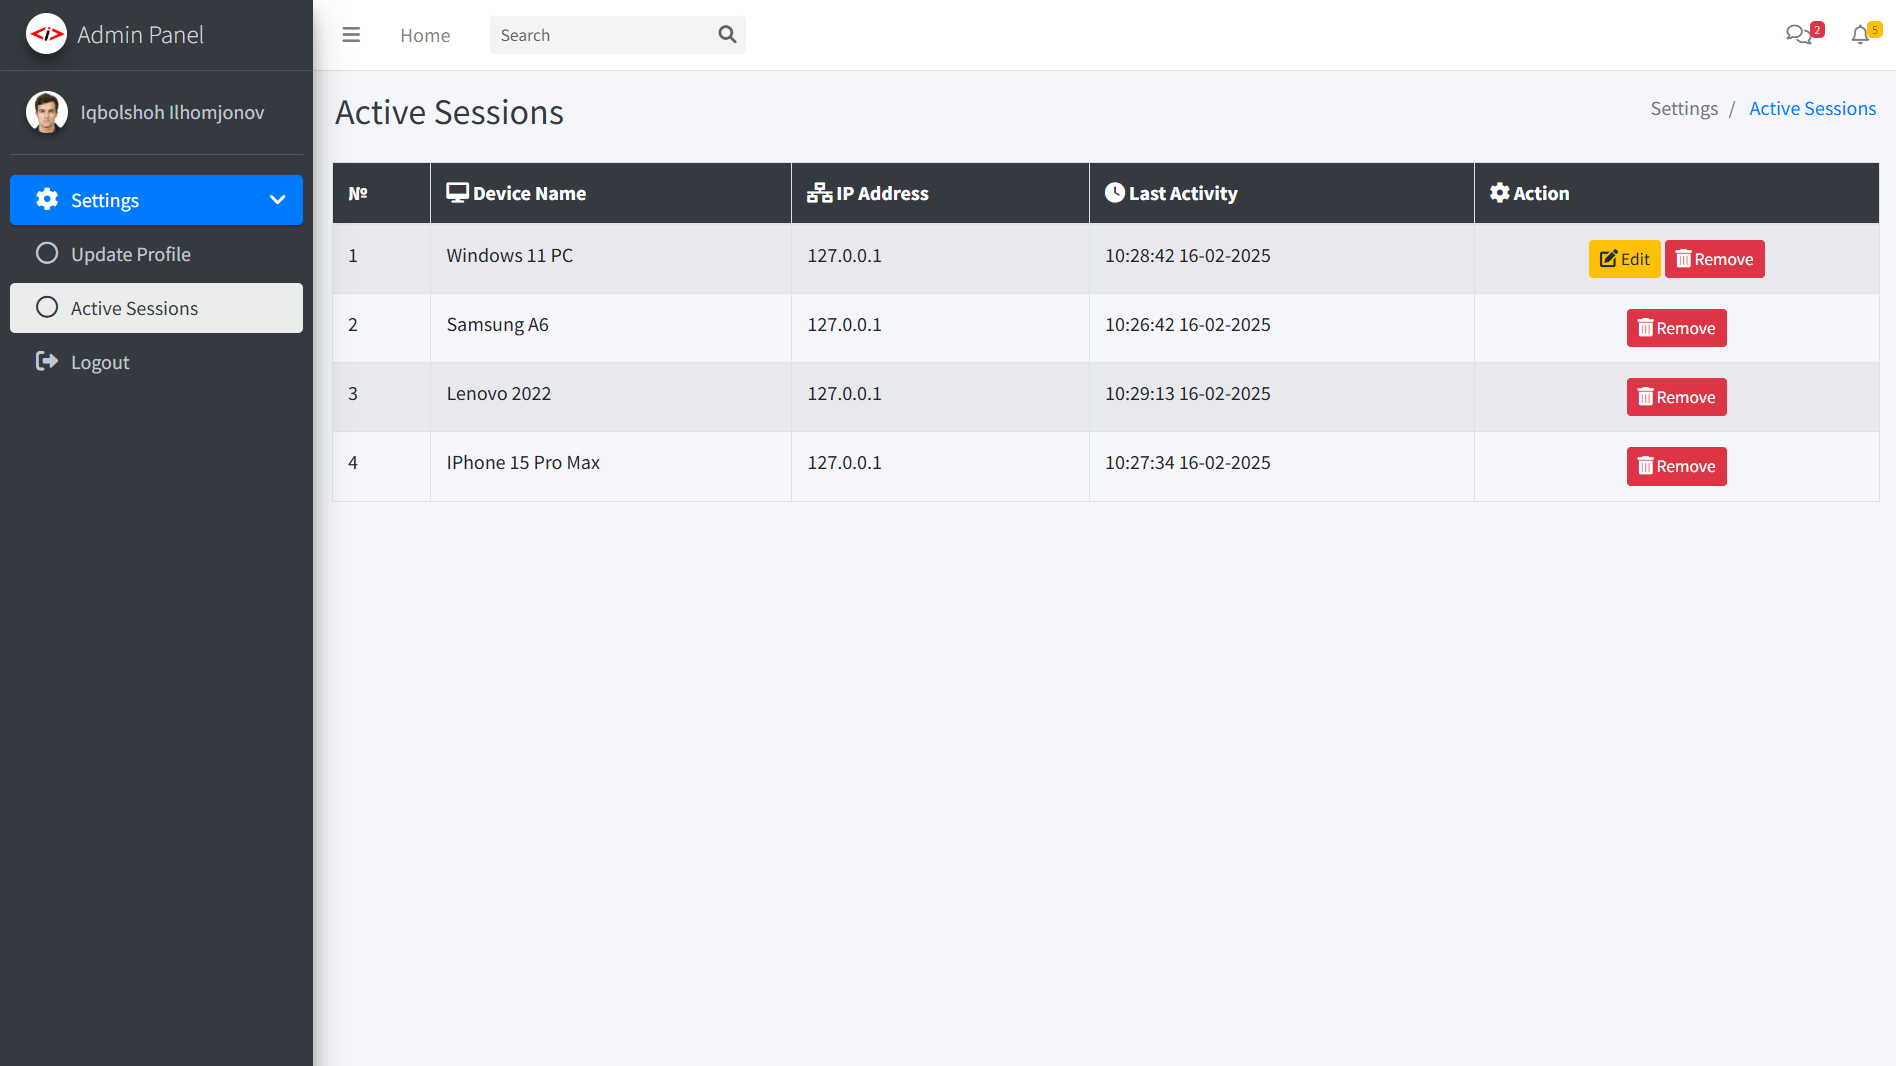 Admin Panel
Home
Search
2
5
Iqbolshoh Ilhomjonov
Settings
Update Profile
Active Sessions
Logout
Active Sessions
Settings / Active Sessions
№ Device Name IP Address Last Activity Action
1 Windows 11 PC 127.0.0.1 10:28:42 16-02-2025 Edit Remove
2 Samsung A6 127.0.0.1 10:26:42 16-02-2025 Remove
3 Lenovo 2022 127.0.0.1 10:29:13 16-02-2025 Remove
4 IPhone 15 Pro Max 127.0.0.1 10:27:34 16-02-2025 Remove